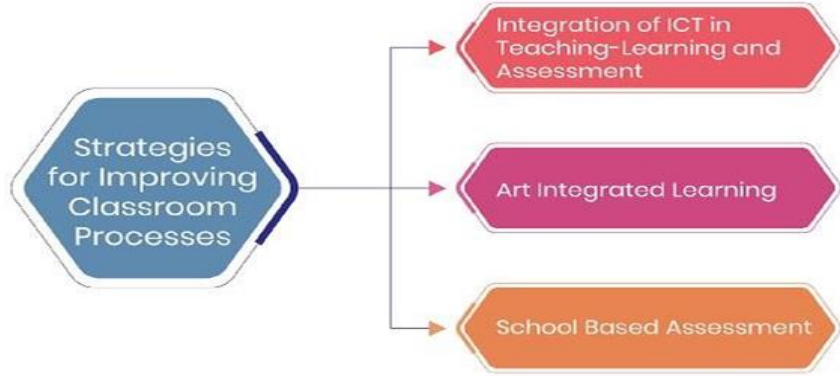 Strategies
for Improving
Classroom
Processes
Integration of ICT in
Teaching-Learning and
Assessment
Art Integrated Learning
School Based Assessment